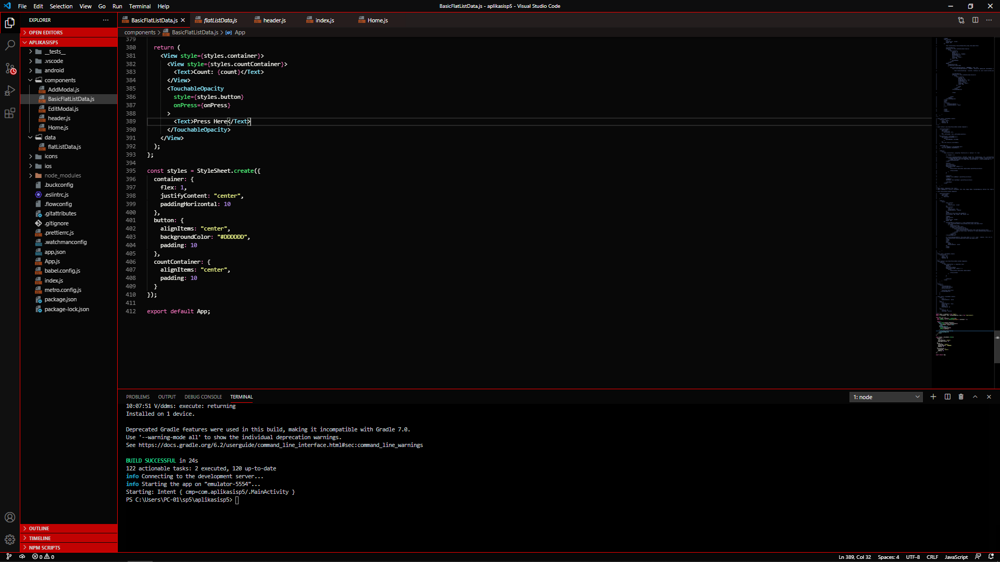 File Edit Selection View Go Run Terminal Help
BasicFlatListData.js - aplikasisp5 - Visual Studio Code
EXPLORER
OPEN EDITORS
APLIKASISP5
__tests__
.vscode
android
components
AddModal.js
BasicFlatListData.js
EditModal.js
header.js
Home.js
data
flatListData.js
icons
ios
node_modules
.buckconfig
.eslintrc.js
.flowconfig
.gitattributes
.gitignore
.prettierrc.js
.watchmanconfig
app.json
App.js
babel.config.js
index.js
metro.config.js
package.json
package-lock.json
OUTLINE
TIMELINE
NPM SCRIPTS
BasicFlatListData.js flatListData.js header.js index.js Home.js
components > BasicFlatListData.js > App
379
380 return (
381 <View style={styles.container}>
382 <View style={styles.countContainer}>
383 <Text>Count: {count}</Text>
384 </View>
385 <TouchableOpacity
386 style={styles.button}
387 onPress={onPress}
388 >
389 <Text>Press Here</Text>
390 </TouchableOpacity>
391 </View>
392 );
393 };
394
395 const styles = StyleSheet.create({
396 container: {
397 flex: 1,
398 justifyContent: "center",
399 paddingHorizontal: 10
400 },
401 button: {
402 alignItems: "center",
403 backgroundColor: "#DDDDDD",
404 padding: 10
405 },
406 countContainer: {
407 alignItems: "center",
408 padding: 10
409 }
410 });
411
412 export default App;
PROBLEMS OUTPUT DEBUG CONSOLE TERMINAL
1: node
10:07:51 V/ddms: execute: returning
Installed on 1 device.
Deprecated Gradle features were used in this build, making it incompatible with Gradle 7.0.
Use '--warning-mode all' to show the individual deprecation warnings.
See https://docs.gradle.org/6.2/userguide/command_line_interface.html#sec:command_line_warnings
BUILD SUCCESSFUL in 24s
122 actionable tasks: 2 executed, 120 up-to-date
info Connecting to the development server...
info Starting the app on "emulator-5554"...
Starting: Intent { cmp=com.aplikasisp5/.MainActivity }
PS C:\Users\PC-01\sp5\aplikasisp5>
0 0
Ln 389, Col 32 Spaces: 4 UTF-8 CRLF JavaScript